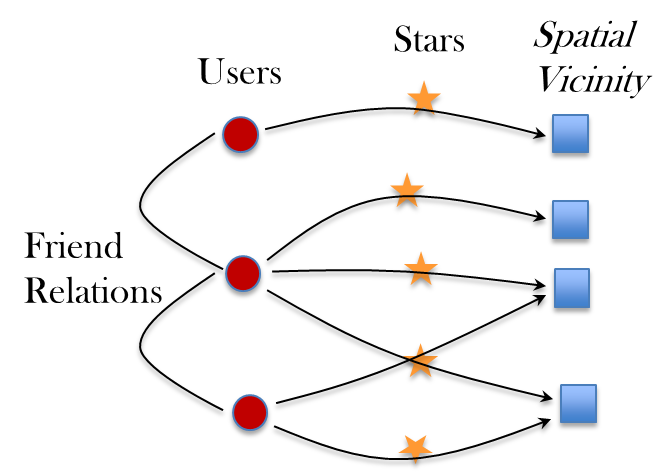 Users
Stars
Spatial
Vicinity
Friend
Relations